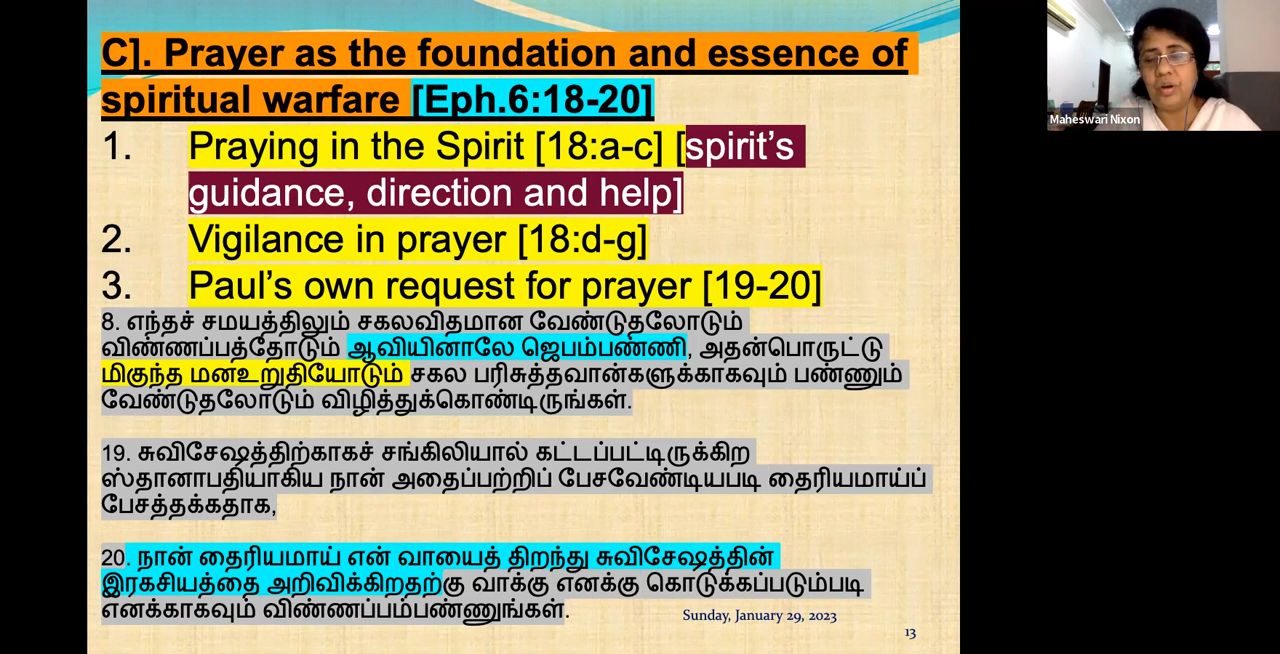 C]. Prayer as the foundation and essence of
spiritual warfare [Eph.6:18-20]
1. Praying in the Spirit [18:a-c] [spirit’s
guidance, direction and help]
2. Vigilance in prayer [18:d-g]
3. Paul’s own request for prayer [19-20]
8. எந்தச் சமயத்திலும் சகலவிதமான வேண்டுதலோடும்
விண்ணப்பத்தோடும் ஆவியினாலே ஜெபம்பண்ணி, அதன்பொருட்டு
மிகுந்த மனஉறுதியோடும் சகல பரிசுத்தவான்களுக்காகவும் பண்ணும்
வேண்டுதலோடும் விழித்துக்கொண்டிருங்கள்.
19. சுவிசேஷத்திற்காகச் சங்கிலியால் கட்டப்பட்டிருக்கிற
ஸ்தானாபதியாகிய நான் அதைப்பற்றிப் பேசவேண்டியபடி தைரியமாய்ப்
பேசத்தக்கதாக,
20. நான் தைரியமாய் என் வாயைத் திறந்து சுவிசேஷத்தின்
இரகசியத்தை அறிவிக்கிறதற்கு வாக்கு எனக்கு கொடுக்கப்படும்படி
எனக்காகவும் விண்ணப்பம்பண்ணுங்கள்.
Sunday, January 29, 2023
13
Maheswari Nixon